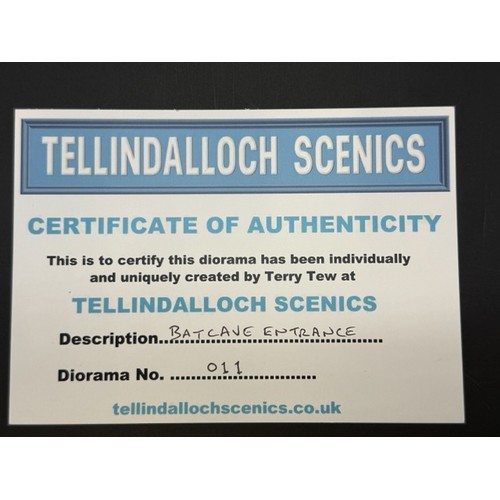 TELLINDALLOCH SCENICS
CERTIFICATE OF AUTHENTICITY
This is to certify this diorama has been individually
and uniquely created by Terry Tew at
TELLINDALLOCH SCENICS
Description...BATCAVE ENTRANCE
Diorama No. ...011
tellindallochscenics.co.uk